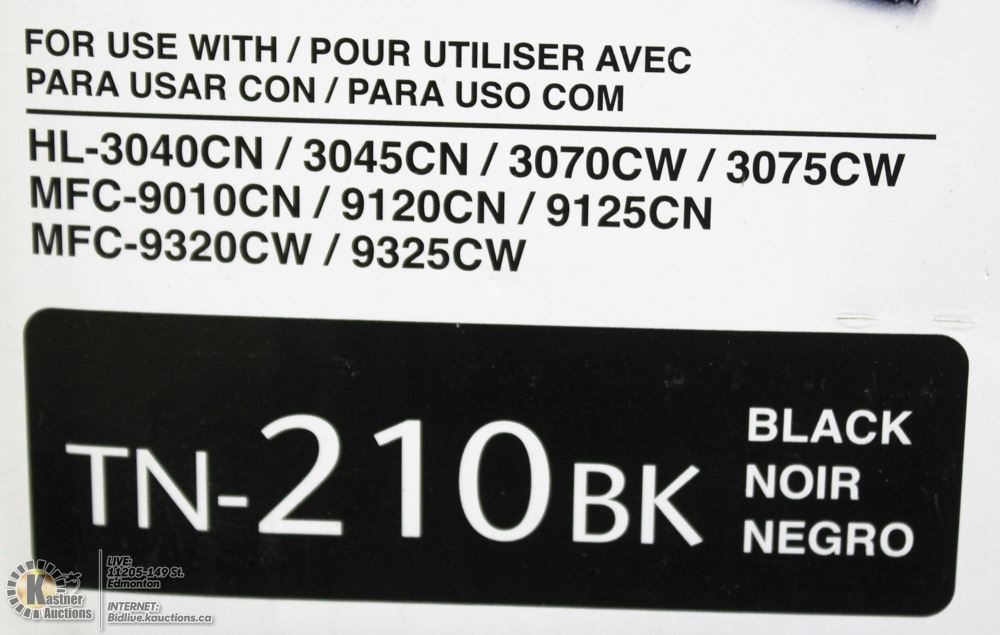 FOR USE WITH / POUR UTILISER AVEC
PARA USAR CON / PARA USO COM
HL-3040CN / 3045CN / 3070CW / 3075CW
MFC-9010CN / 9120CN / 9125CN
MFC-9320CW / 9325CW
TN-210BK
BLACK
NOIR
NEGRO
Kastner
Auctions
LIVE:
11205-149 St.
Edmonton
INTERNET:
Bidlive.kauctions.ca